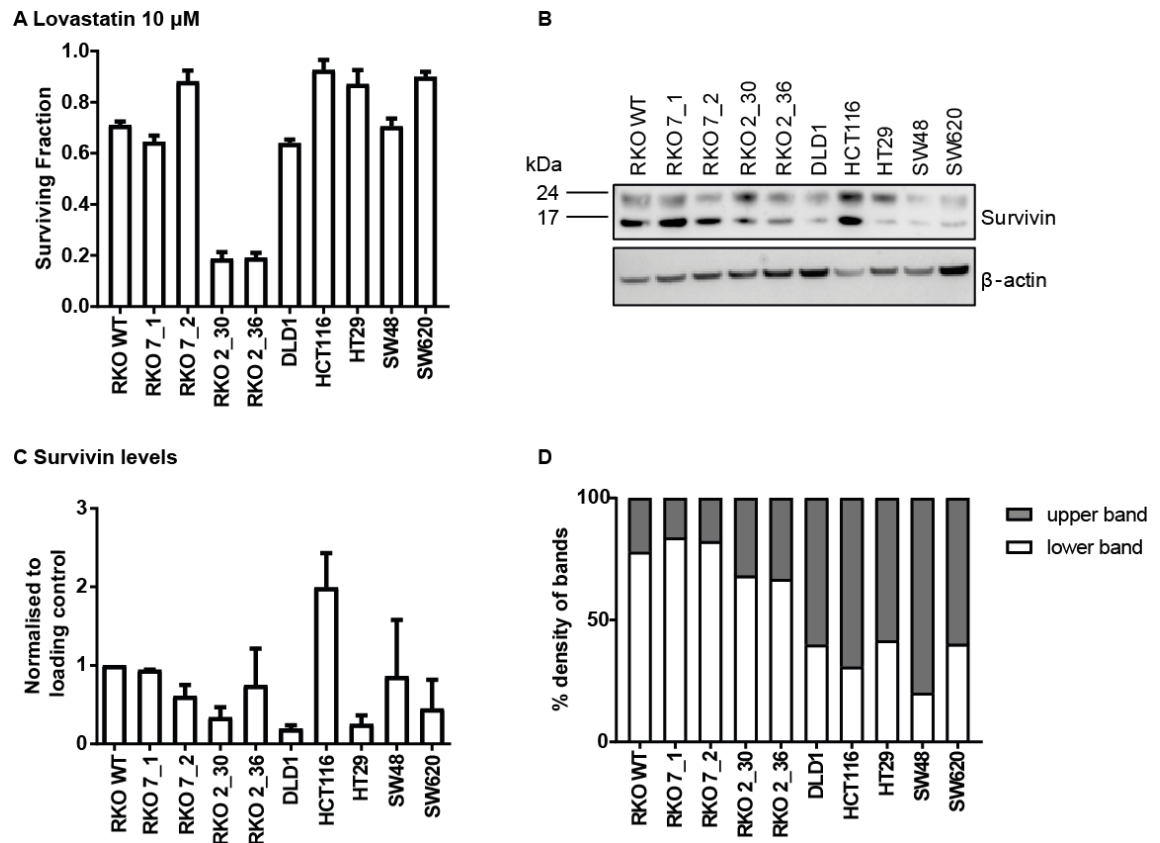 A Lovastatin 10 µM
Surviving Fraction
1.0
0.8
0.6
0.4
0.2
0.0
RKO WT
RKO 7_1
RKO 7_2
RKO 2_30
RKO 2_36
DLD1
HCT116
HT29
SW48
SW620
B
RKO WT
RKO 7_1
RKO 7_2
RKO 2_30
RKO 2_36
DLD1
HCT116
HT29
SW48
SW620
kDa
24
17
Survivin
β-actin
C Survivin levels
Normalised to
loading control
3
2
1
0
RKO WT
RKO 7_1
RKO 7_2
RKO 2_30
RKO 2_36
DLD1
HCT116
HT29
SW48
SW620
D
% density of bands
100
50
0
RKO WT
RKO 7_1
RKO 7_2
RKO 2_30
RKO 2_36
DLD1
HCT116
HT29
SW48
SW620
upper band
lower band